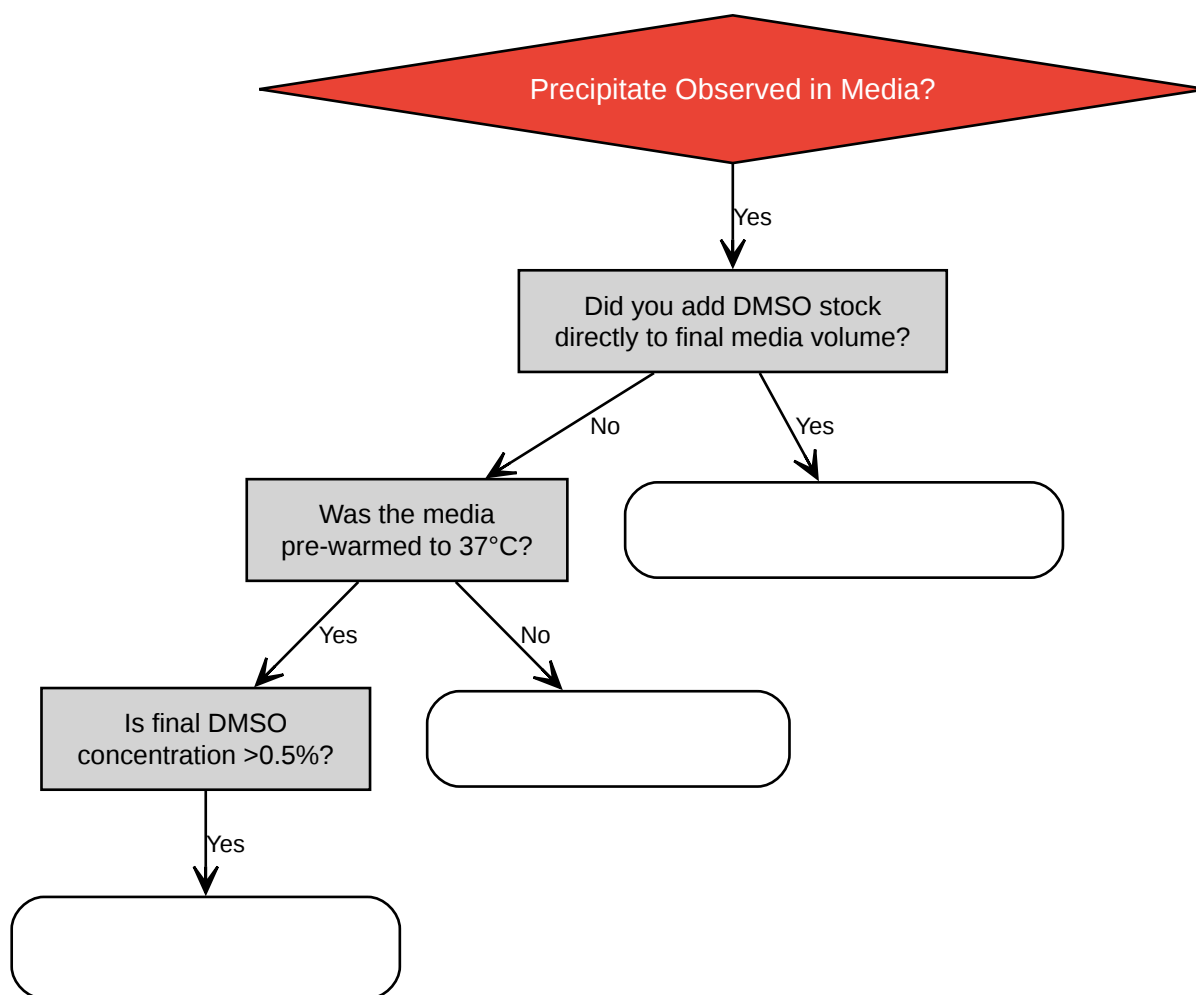 Precipitate Observed in Media?
Yes
Did you add DMSO stock
directly to final media volume?
No
Yes
Was the media
pre-warmed to 37°C?
Yes
No
Is final DMSO
concentration >0.5%?
Yes